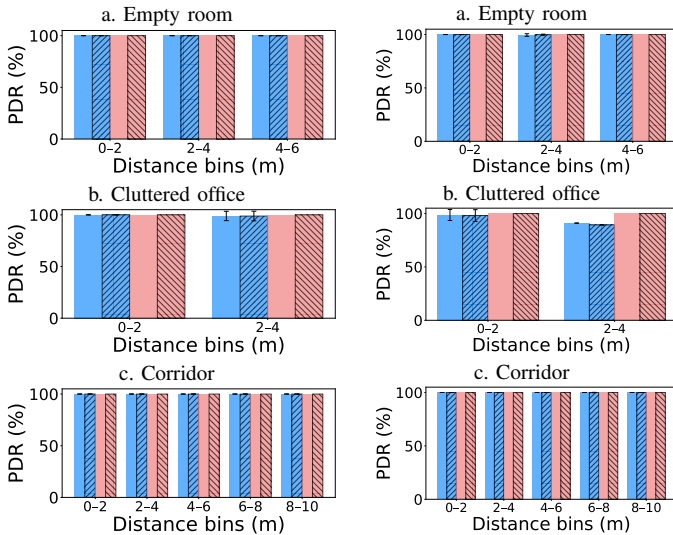 a. Empty room
PDR (%)
100
50
0
0–2 2–4 4–6
Distance bins (m)
b. Cluttered office
PDR (%)
100
50
0
0–2 2–4
Distance bins (m)
c. Corridor
PDR (%)
100
50
0
0–2 2–4 4–6 6–8 8–10
Distance bins (m)
a. Empty room
PDR (%)
100
50
0
0–2 2–4 4–6
Distance bins (m)
b. Cluttered office
PDR (%)
100
50
0
0–2 2–4
Distance bins (m)
c. Corridor
PDR (%)
100
50
0
0–2 2–4 4–6 6–8 8–10
Distance bins (m)